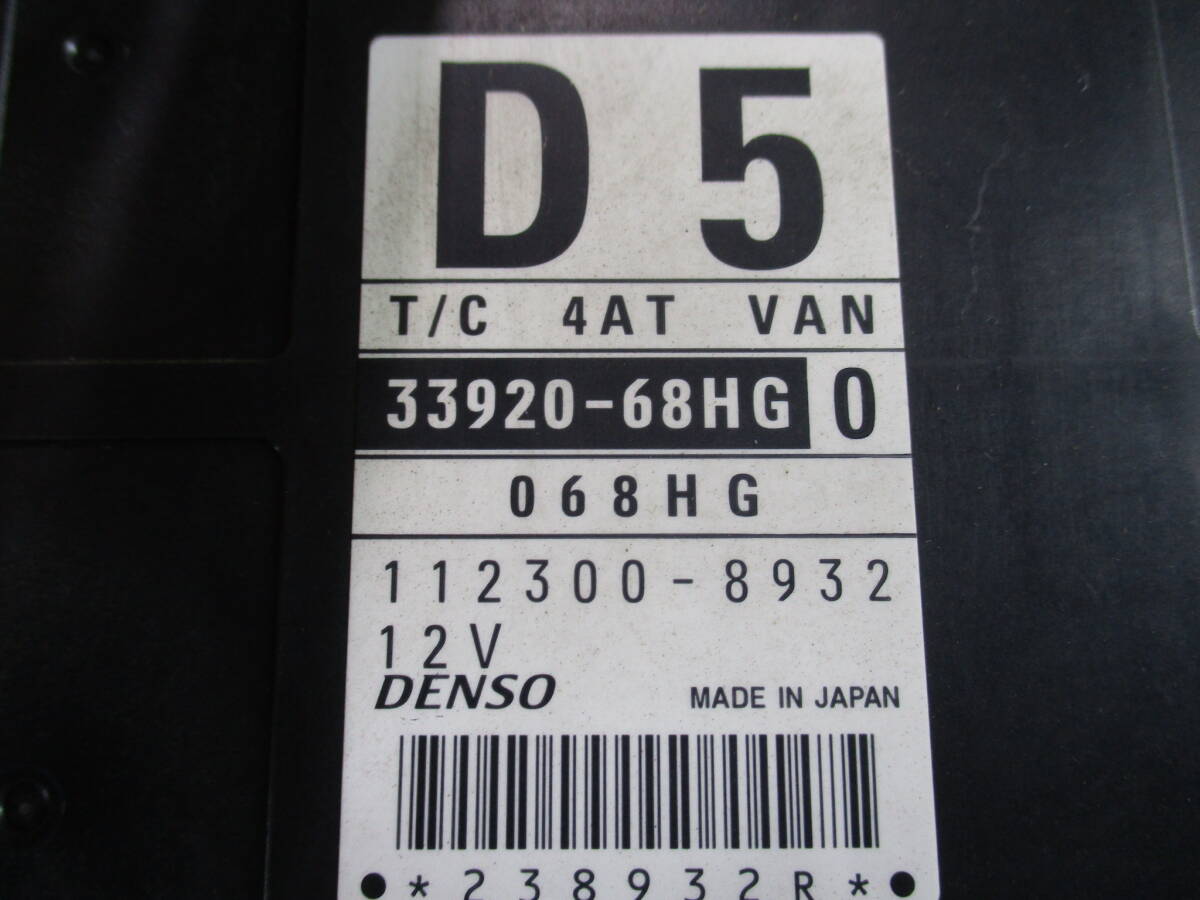 D 5
T/C 4AT VAN
33920-68HG 0
068HG
112300-8932
12V
DENSO MADE IN JAPAN
*238932R*